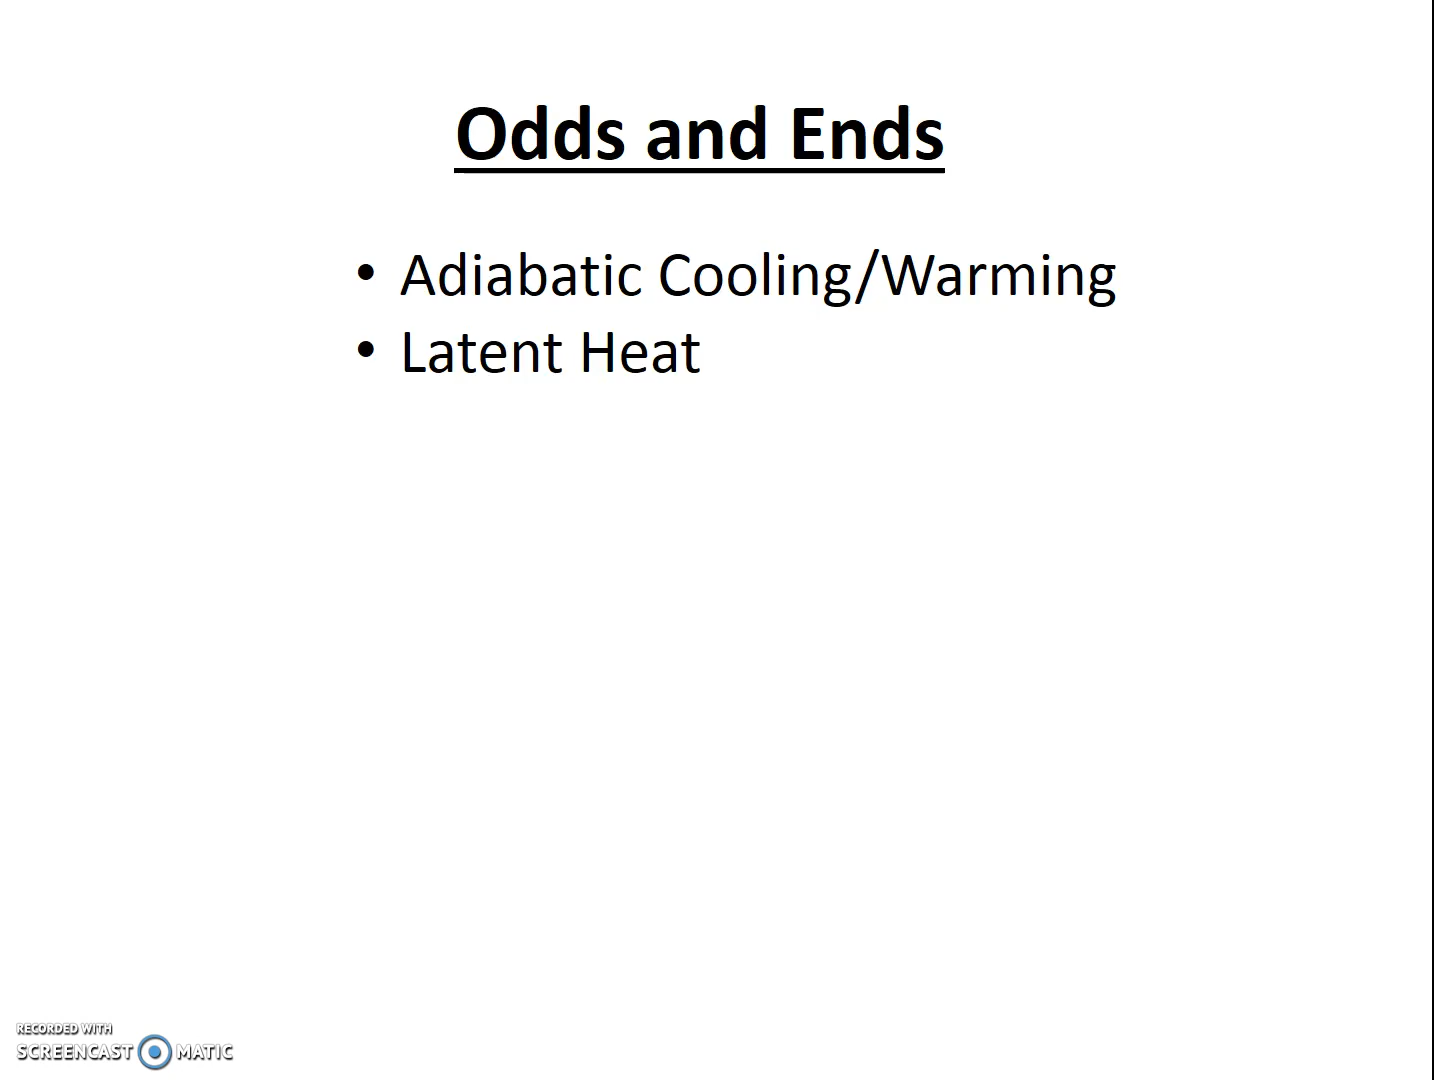 Odds and Ends
• Adiabatic Cooling/Warming
• Latent Heat
RECORDED WITH
SCREENCAST MATIC